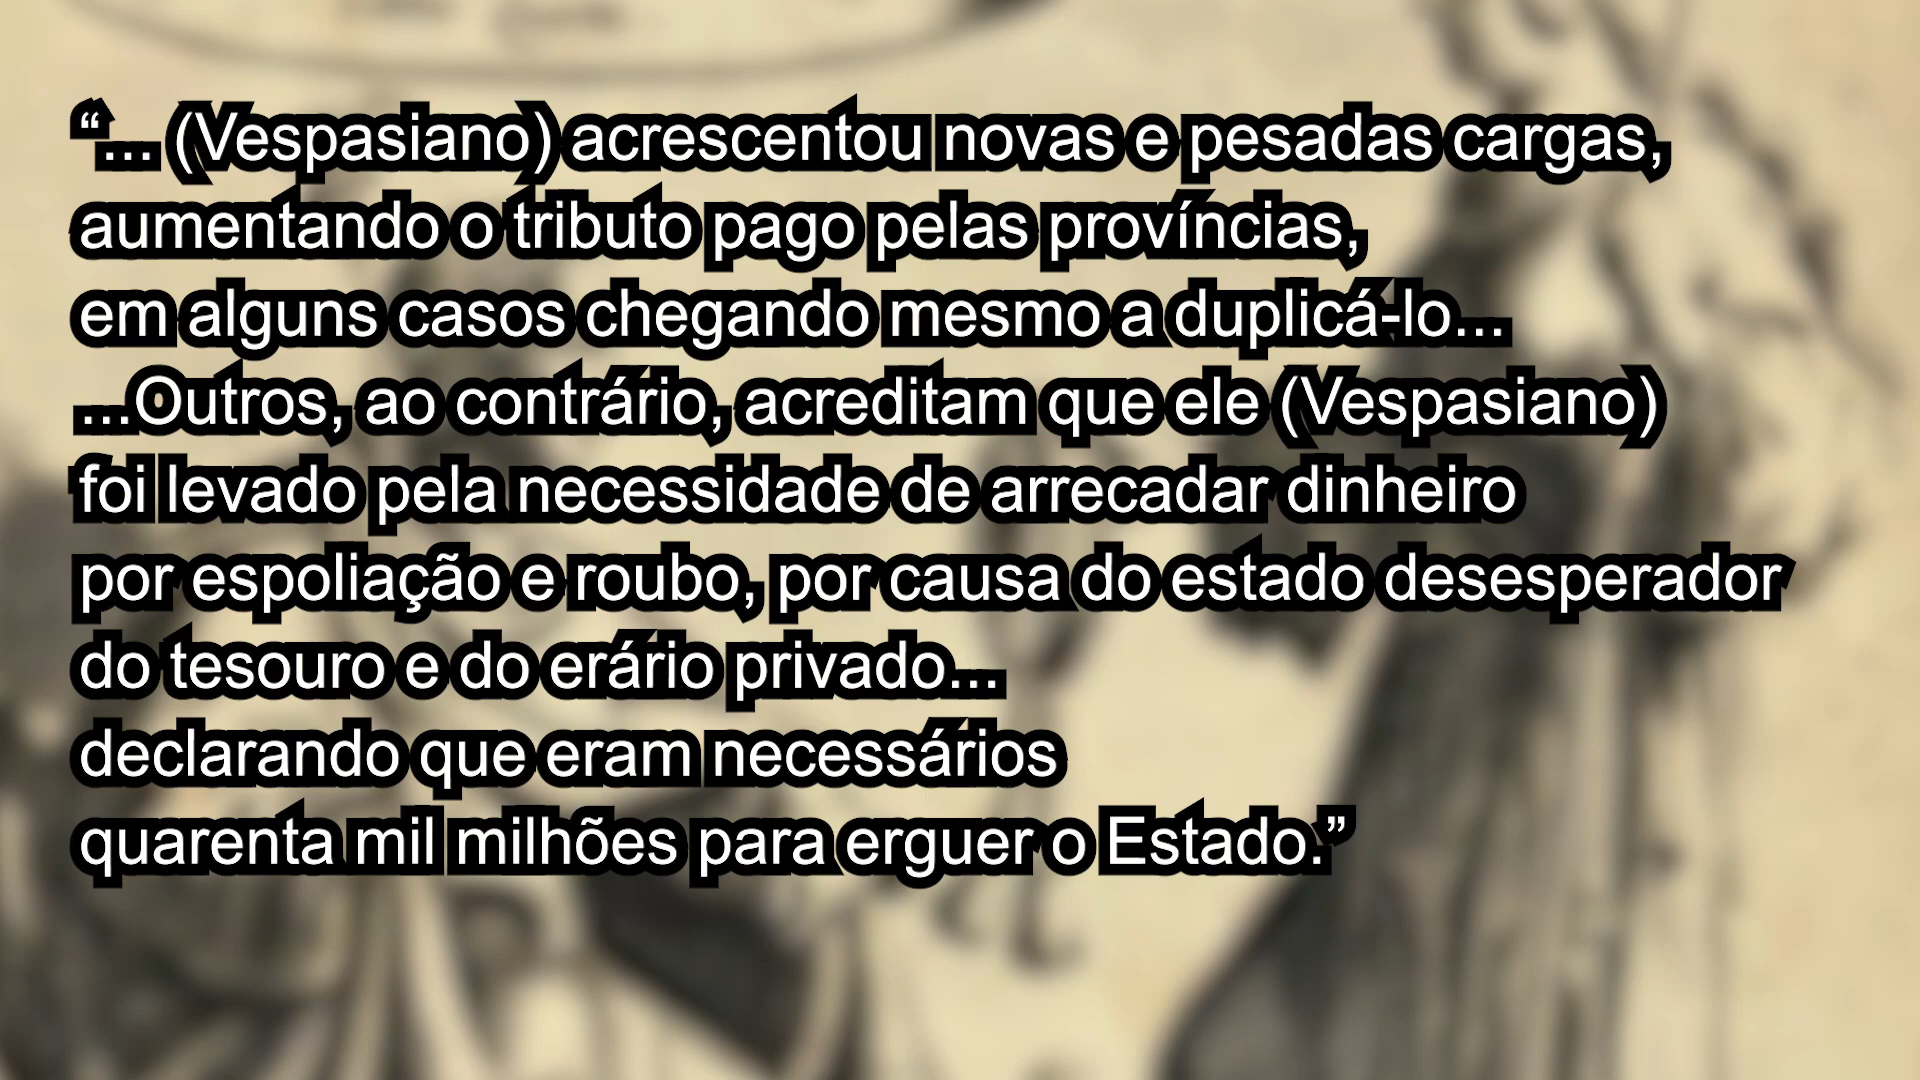 “... (Vespasiano) acrescentou novas e pesadas cargas,
aumentando o tributo pago pelas províncias,
em alguns casos chegando mesmo a duplicá-lo...
...Outros, ao contrário, acreditam que ele (Vespasiano)
foi levado pela necessidade de arrecadar dinheiro
por espoliação e roubo, por causa do estado desesperador
do tesouro e do erário privado...
declarando que eram necessários
quarenta mil milhões para erguer o Estado.”